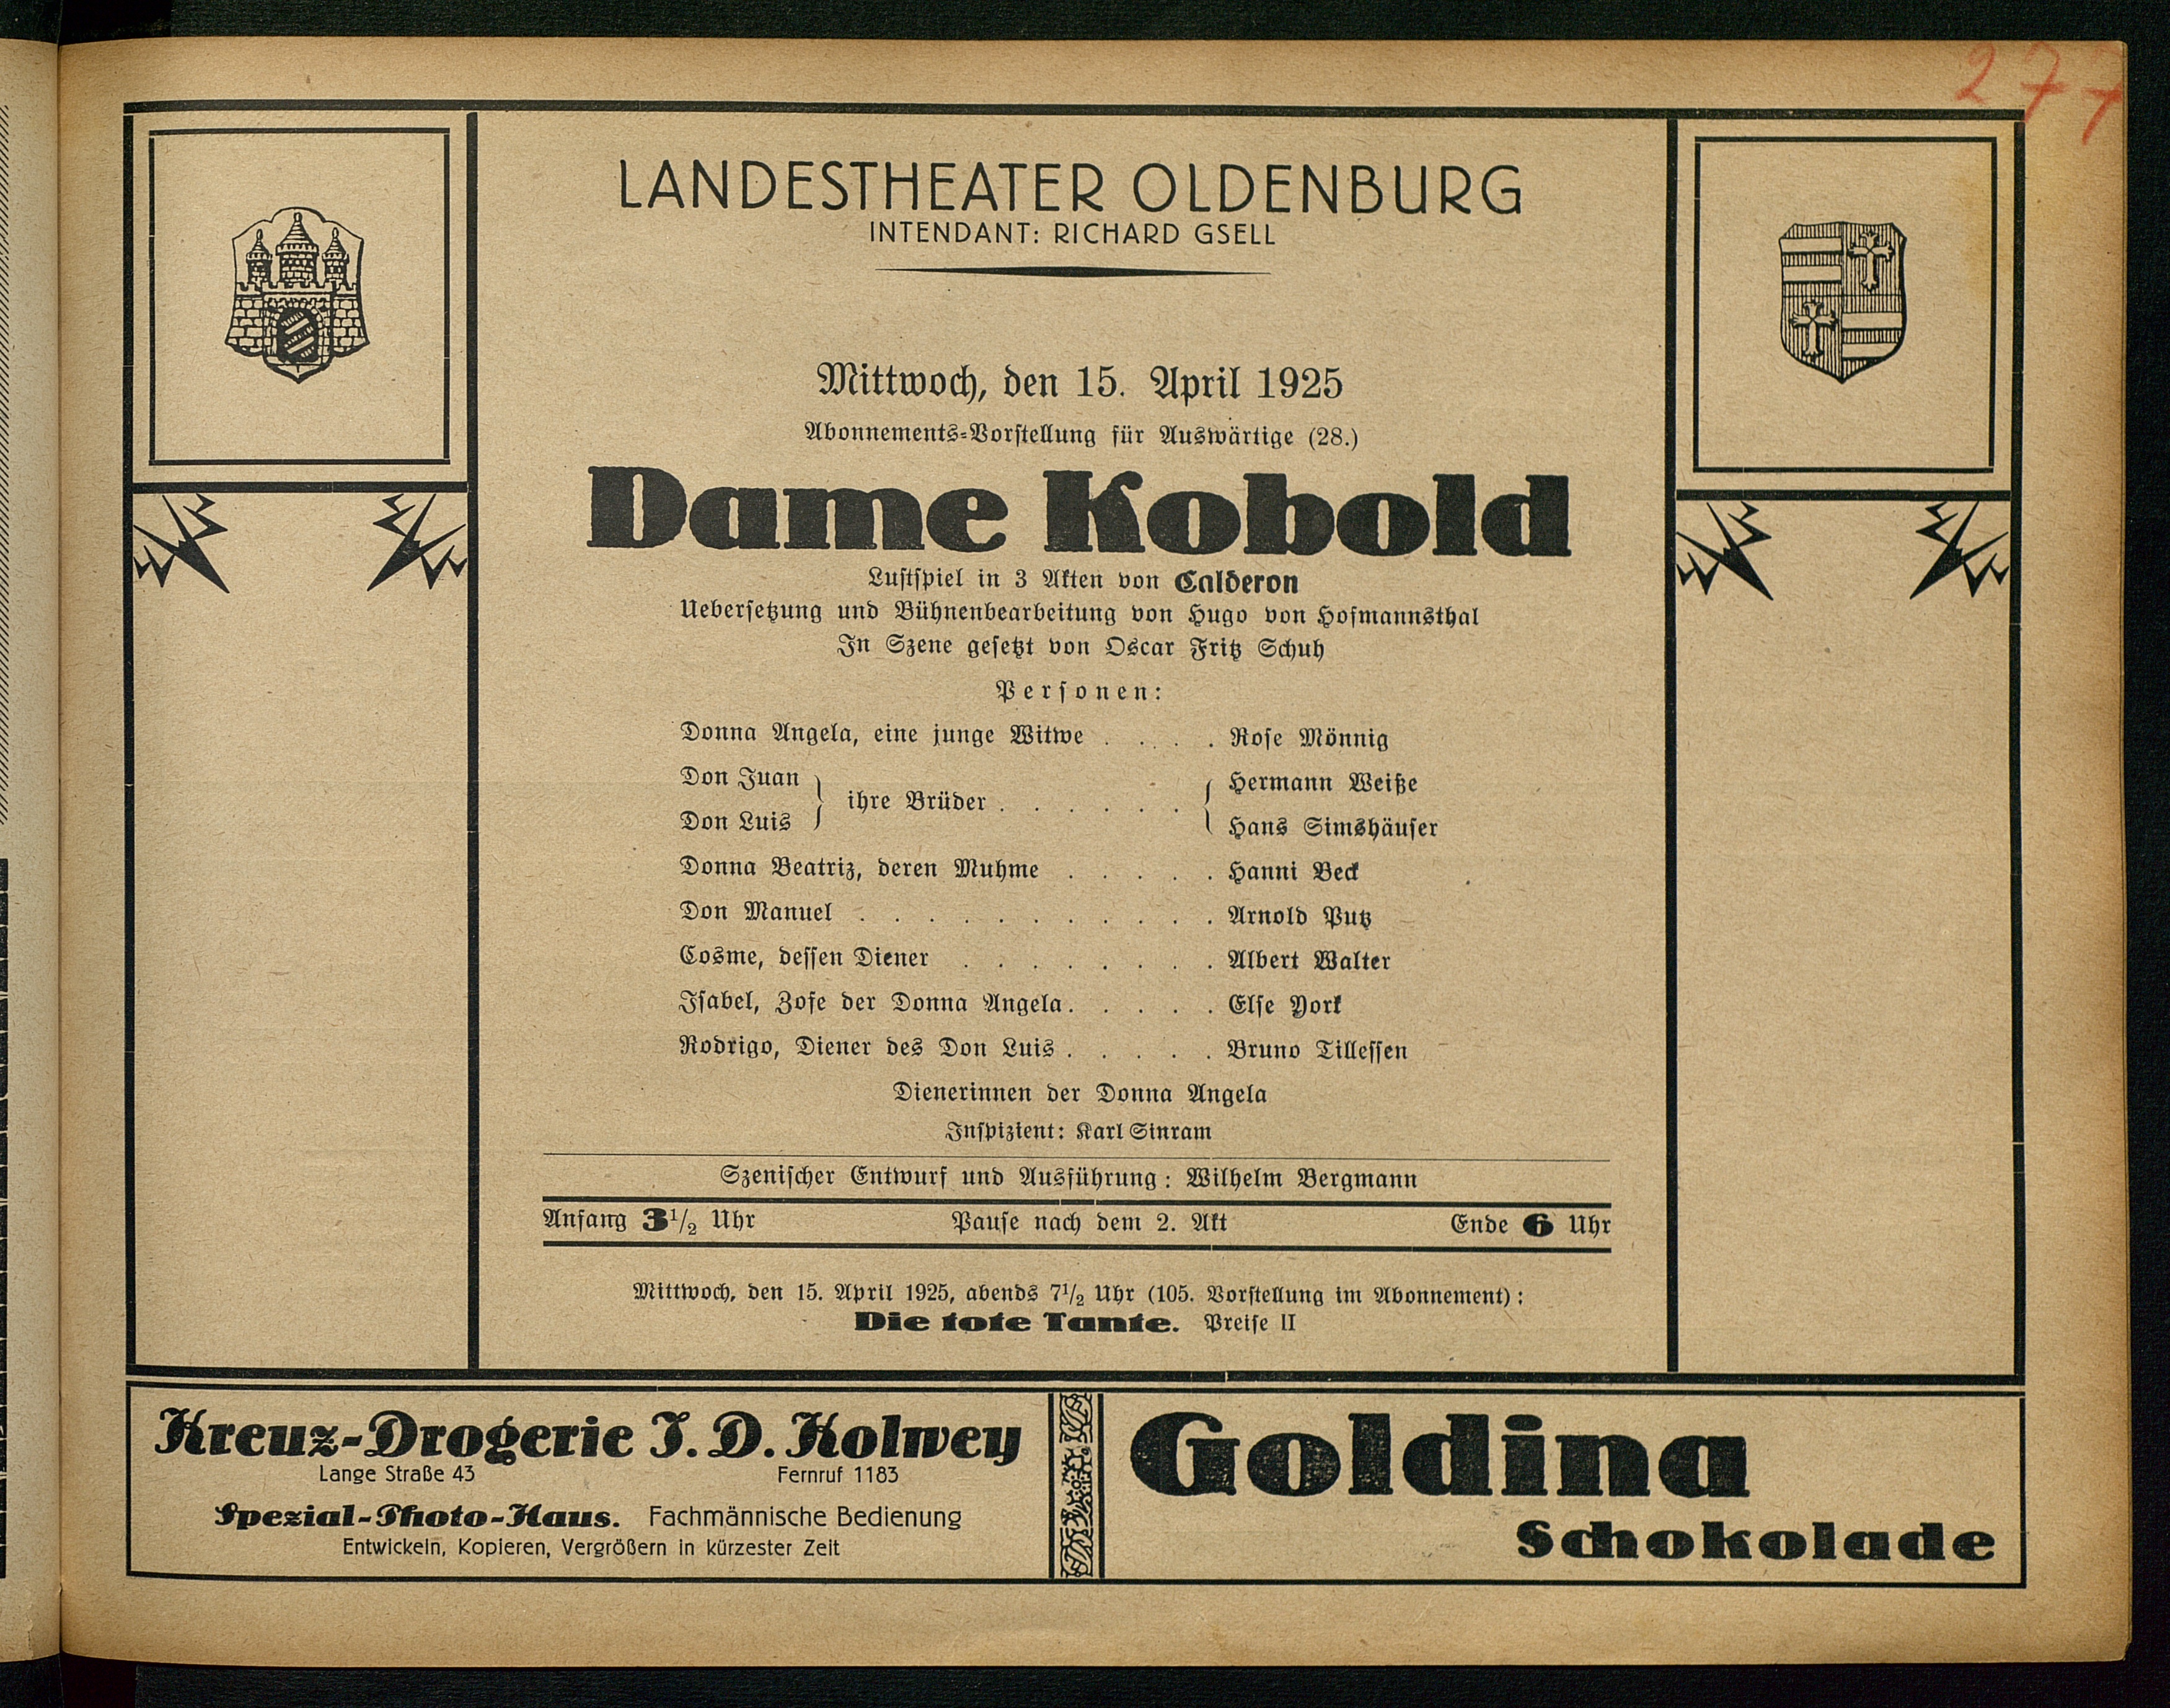 277
LANDESTHEATER OLDENBURG
INTENDANT: RICHARD GSELL
Mittwoch, den 15. April 1925
Abonnements-Vorstellung für Auswärtige (28.)
Dame Kobold
Lustspiel in 3 Akten von Calderon
Uebersetzung und Bühnenbearbeitung von Hugo von Hofmannsthal
In Szene gesetzt von Oscar Fritz Schuh
Personen:
Donna Angela, eine junge Witwe . . . . Rose Mönnig
Don Juan } ihre Brüder . . . . . . { Hermann Weiße
Don Luis } { Hans Simshäuser
Donna Beatriz, deren Muhme . . . . . Hanni Beck
Don Manuel . . . . . . . . . . . Arnold Putz
Cosme, dessen Diener . . . . . . . . Albert Walter
Isabel, Zofe der Donna Angela. . . . . Else York
Rodrigo, Diener des Don Luis . . . . . Bruno Tillessen
Dienerinnen der Donna Angela
Inspizient: Karl Sinram
Szenischer Entwurf und Ausführung: Wilhelm Bergmann
Anfang 3 1/2 Uhr Pause nach dem 2. Akt Ende 6 Uhr
Mittwoch, den 15. April 1925, abends 7 1/2 Uhr (105. Vorstellung im Abonnement):
Die tote Tante. Preise II
Kreuz-Drogerie J. D. Kolwey
Lange Straße 43 Fernruf 1183
Spezial-Photo-Haus. Fachmännische Bedienung
Entwickeln, Kopieren, Vergrößern in kürzester Zeit
Goldina
Schokolade